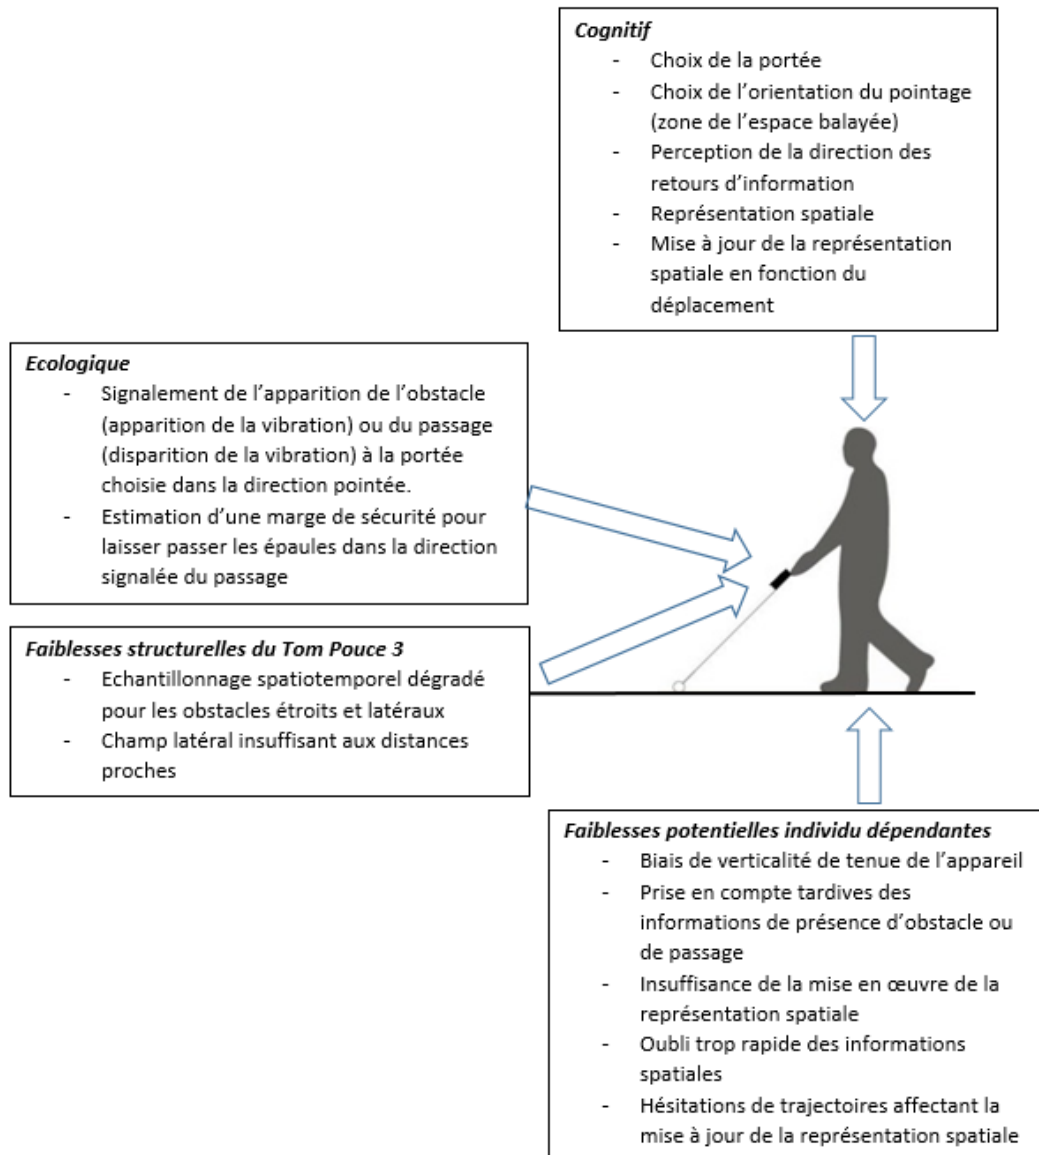 Cognitif
- Choix de la portée
- Choix de l'orientation du pointage
(zone de l'espace balayée)
- Perception de la direction des
retours d'information
- Représentation spatiale
- Mise à jour de la représentation
spatiale en fonction du
déplacement
Ecologique
- Signalement de l'apparition de l'obstacle
(apparition de la vibration) ou du passage
(disparition de la vibration) à la portée
choisie dans la direction pointée.
- Estimation d'une marge de sécurité pour
laisser passer les épaules dans la direction
signalée du passage
Faiblesses structurelles du Tom Pouce 3
- Echantillonnage spatiotemporel dégradé
pour les obstacles étroits et latéraux
- Champ latéral insuffisant aux distances
proches
Faiblesses potentielles individu dépendantes
- Biais de verticalité de tenue de l'appareil
- Prise en compte tardives des
informations de présence d'obstacle ou
de passage
- Insuffisance de la mise en œuvre de la
représentation spatiale
- Oubli trop rapide des informations
spatiales
- Hésitations de trajectoires affectant la
mise à jour de la représentation spatiale